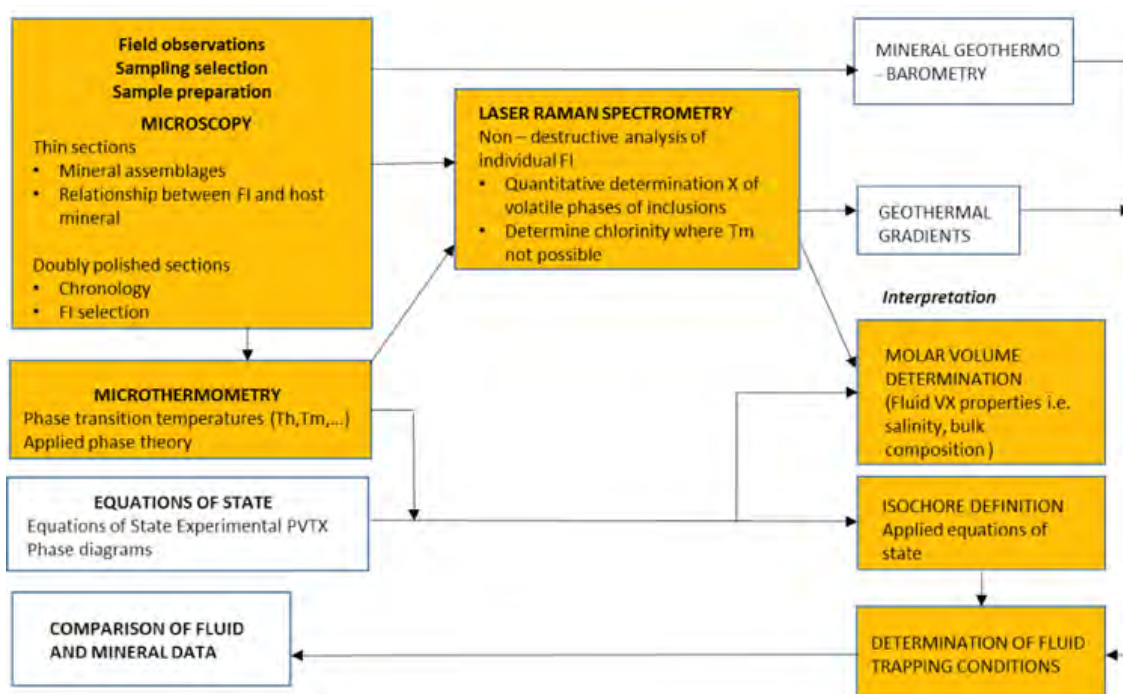 Field observations
Sampling selection
Sample preparation
MICROSCOPY
Thin sections
• Mineral assemblages
• Relationship between FI and host
mineral
Doubly polished sections
• Chronology
• FI selection
MICROTHERMOMETRY
Phase transition temperatures (Th,Tm,...)
Applied phase theory
EQUATIONS OF STATE
Equations of State Experimental PVTX
Phase diagrams
COMPARISON OF FLUID
AND MINERAL DATA
LASER RAMAN SPECTROMETRY
Non – destructive analysis of
individual FI
• Quantitative determination X of
volatile phases of inclusions
• Determine chlorinity where Tm
not possible
MINERAL GEOTHERMO
- BAROMETRY
GEOTHERMAL
GRADIENTS
Interpretation
MOLAR VOLUME
DETERMINATION
(Fluid VX properties i.e.
salinity, bulk
composition )
ISOCHORE DEFINITION
Applied equations of
state
DETERMINATION OF FLUID
TRAPPING CONDITIONS